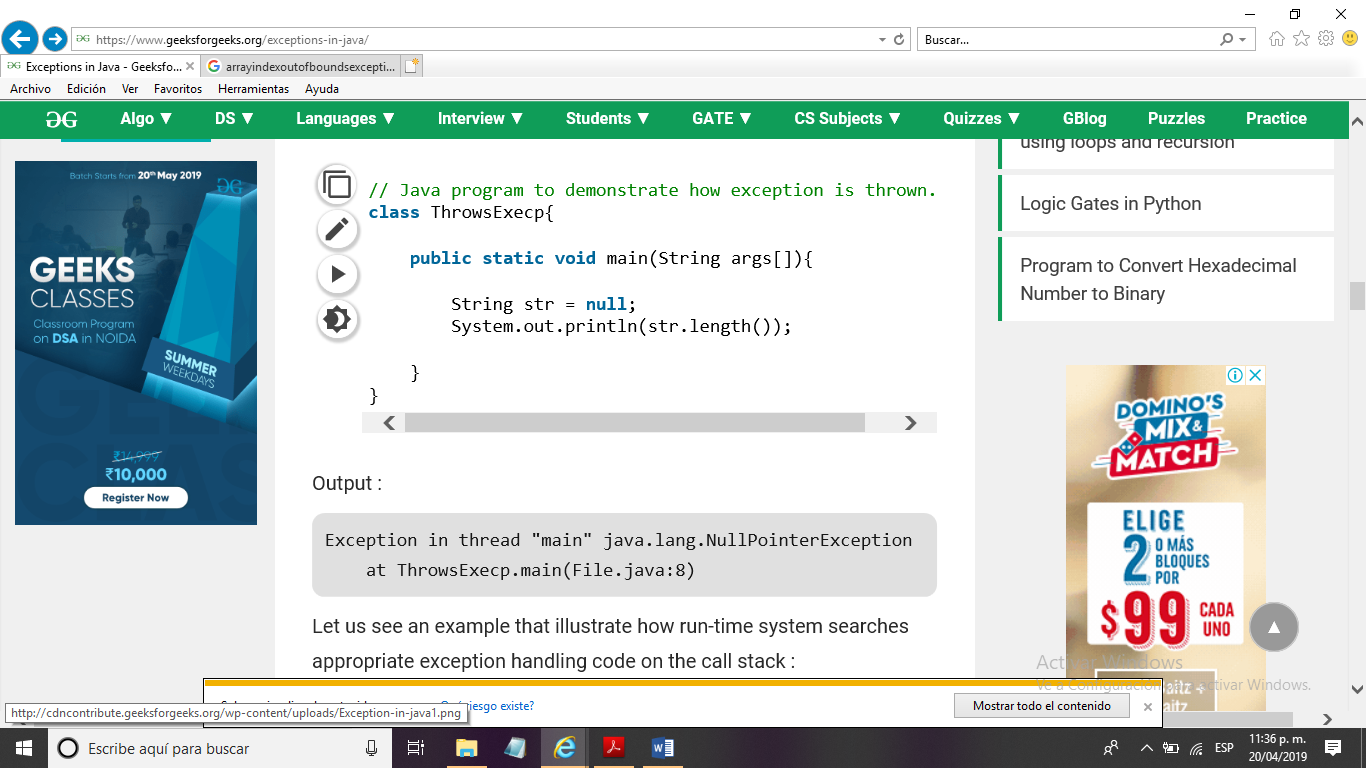 https://www.geeksforgeeks.org/exceptions-in-java/
Buscar...
Exceptions in Java - Geeksfo...
arrayindexoutofboundsexcepti...
Archivo Edición Ver Favoritos Herramientas Ayuda
Algo ▼ DS ▼ Languages ▼ Interview ▼ Students ▼ GATE ▼ CS Subjects ▼ Quizzes ▼ GBlog Puzzles Practice
Batch Starts from 20th May 2019
GEEKS
CLASSES
Classroom Program
on DSA in NOIDA
SUMMER
WEEKDAYS
₹14,999
₹10,000
Register Now
// Java program to demonstrate how exception is thrown.
class ThrowsExecp{
public static void main(String args[]){
String str = null;
System.out.println(str.length());
}
}
Output :
Exception in thread "main" java.lang.NullPointerException
at ThrowsExecp.main(File.java:8)
Let us see an example that illustrate how run-time system searches
appropriate exception handling code on the call stack :
using loops and recursion
Logic Gates in Python
Program to Convert Hexadecimal
Number to Binary
DOMINO'S
MIX &
MATCH
ELIGE
2 O MÁS
BLOQUES
POR
$99 CADA
UNO
Activar Windows
Ve a Configuración para activar Windows.
riesgo existe?
Mostrar todo el contenido
http://cdncontribute.geeksforgeeks.org/wp-content/uploads/Exception-in-java1.png
Escribe aquí para buscar
ESP
11:36 p. m.
20/04/2019